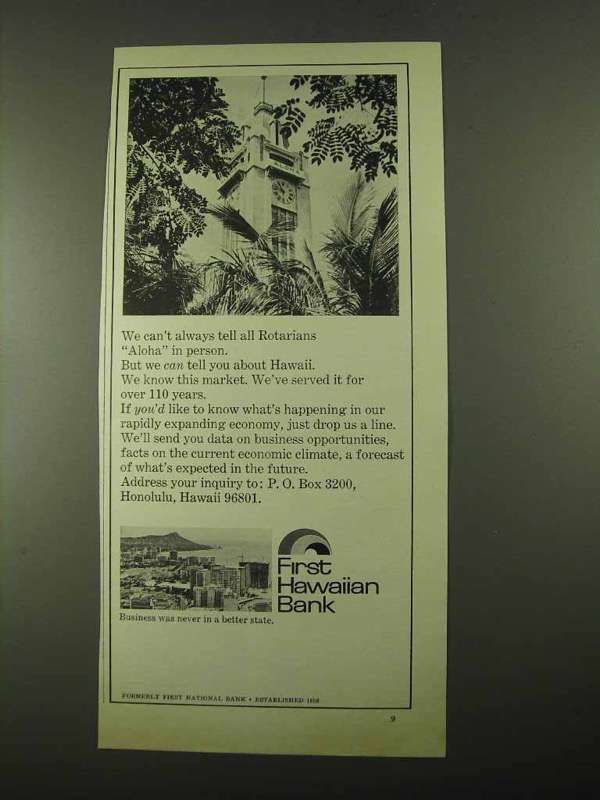 We can't always tell all Rotarians
"Aloha" in person.
But we can tell you about Hawaii.
We know this market. We've served it for
over 110 years.
If you'd like to know what's happening in our
rapidly expanding economy, just drop us a line.
We'll send you data on business opportunities,
facts on the current economic climate, a forecast
of what's expected in the future.
Address your inquiry to: P. O. Box 3200,
Honolulu, Hawaii 96801.
First
Hawaiian
Bank
Business was never in a better state.
FORMERLY FIRST NATIONAL BANK • ESTABLISHED 1858
9